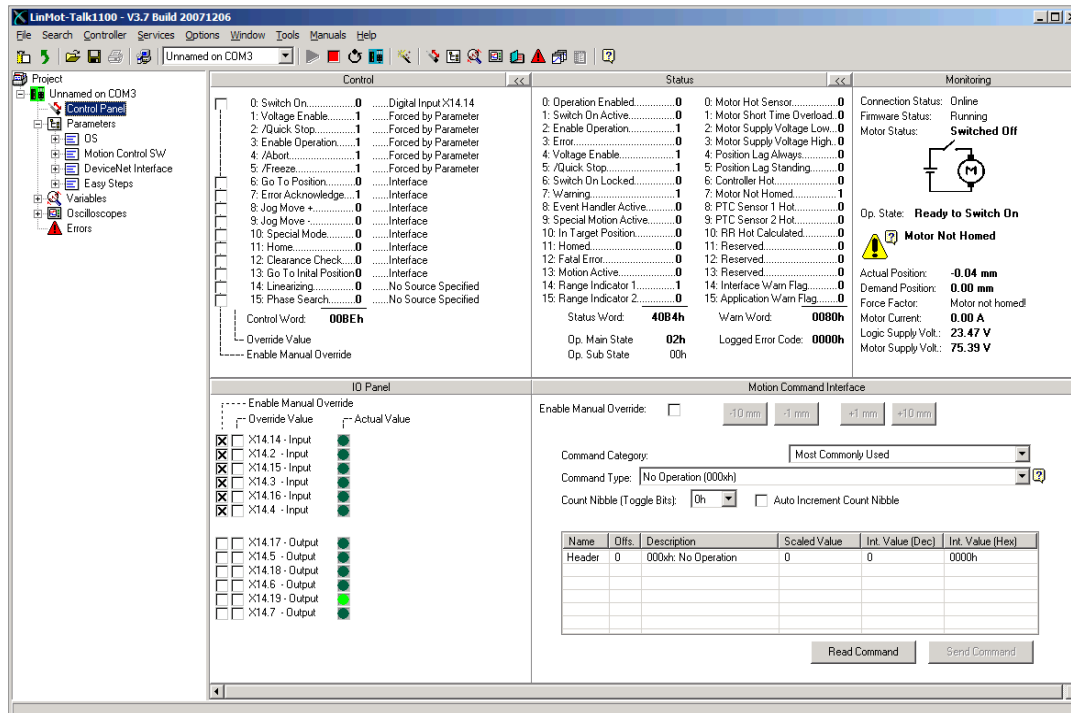 LinMot-Talk1100 - V3.7 Build 20071206
File Search Controller Services Options Window Tools Manuals Help
Unnamed on COM3
Project
Unnamed on COM3
Control Panel
Parameters
OS
Motion Control SW
DeviceNet Interface
Easy Steps
Variables
Oscilloscopes
Errors
Control <<
0: Switch On..............0 .....Digital Input X14.14
1: Voltage Enable.......1 ......Forced by Parameter
2: /Quick Stop............1 ......Forced by Parameter
3: Enable Operation....1 ......Forced by Parameter
4: /Abort...................1 ......Forced by Parameter
5: /Freeze.................1 ......Forced by Parameter
6: Go To Position.......0 ......Interface
7: Error Acknowledge...1 ......Interface
8: Jog Move +...........0 ......Interface
9: Jog Move -............0 ......Interface
10: Special Mode........0 ......Interface
11: Home..................0 ......Interface
12: Clearance Check....0 ......Interface
13: Go To Inital Position0 ......Interface
14: Linearizing...........0 ......No Source Specified
15: Phase Search........0 ......No Source Specified
Control Word: 00BEh
Override Value
Enable Manual Override
Status <<
0: Operation Enabled..............0
1: Switch On Active................0
2: Enable Operation................1
3: Error..................................0
4: Voltage Enable...................1
5: /Quick Stop.......................1
6: Switch On Locked..............0
7: Warning.............................1
8: Event Handler Active..........0
9: Special Motion Active.........0
10: In Target Position..............0
11: Homed.............................0
12: Fatal Error.........................0
13: Motion Active....................0
14: Range Indicator 1..............1
15: Range Indicator 2..............0
Status Word: 40B4h
Op. Main State 02h
Op. Sub State 00h
0: Motor Hot Sensor...............0
1: Motor Short Time Overload..0
2: Motor Supply Voltage Low...0
3: Motor Supply Voltage High..0
4: Position Lag Always............0
5: Position Lag Standing..........0
6: Controller Hot.....................0
7: Motor Not Homed...............1
8: PTC Sensor 1 Hot..............0
9: PTC Sensor 2 Hot..............0
10: RR Hot Calculated............0
11: Reserved.........................0
12: Reserved.........................0
13: Reserved.........................0
14: Interface Warn Flag..........0
15: Application Warn Flag.......0
Warn Word: 0080h
Logged Error Code: 0000h
Monitoring
Connection Status: Online
Firmware Status: Running
Motor Status: Switched Off
M
Op. State: Ready to Switch On
Motor Not Homed
Actual Position: -0.04 mm
Demand Position: 0.00 mm
Force Factor: Motor not homed!
Motor Current: 0.00 A
Logic Supply Volt.: 23.47 V
Motor Supply Volt.: 75.39 V
IO Panel
Enable Manual Override
Override Value Actual Value
X14.14 - Input
X14.2 - Input
X14.15 - Input
X14.3 - Input
X14.16 - Input
X14.4 - Input
X14.17 - Output
X14.5 - Output
X14.18 - Output
X14.6 - Output
X14.19 - Output
X14.7 - Output
Motion Command Interface
Enable Manual Override: -10 mm -1 mm +1 mm +10 mm
Command Category: Most Commonly Used
Command Type: No Operation (000xh)
Count Nibble (Toggle Bits): 0h Auto Increment Count Nibble
Name Offs. Description Scaled Value Int. Value (Dec) Int. Value (Hex)
Header 0 000xh: No Operation 0 0 0000h
Read Command Send Command